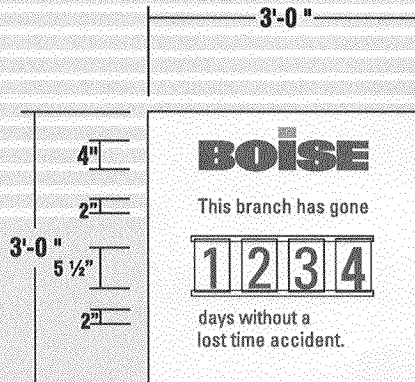 3'-0 "
4"
BOISE
2"
This branch has gone
3'-0 "
5 ½"
1234
2"
days without a
lost time accident.